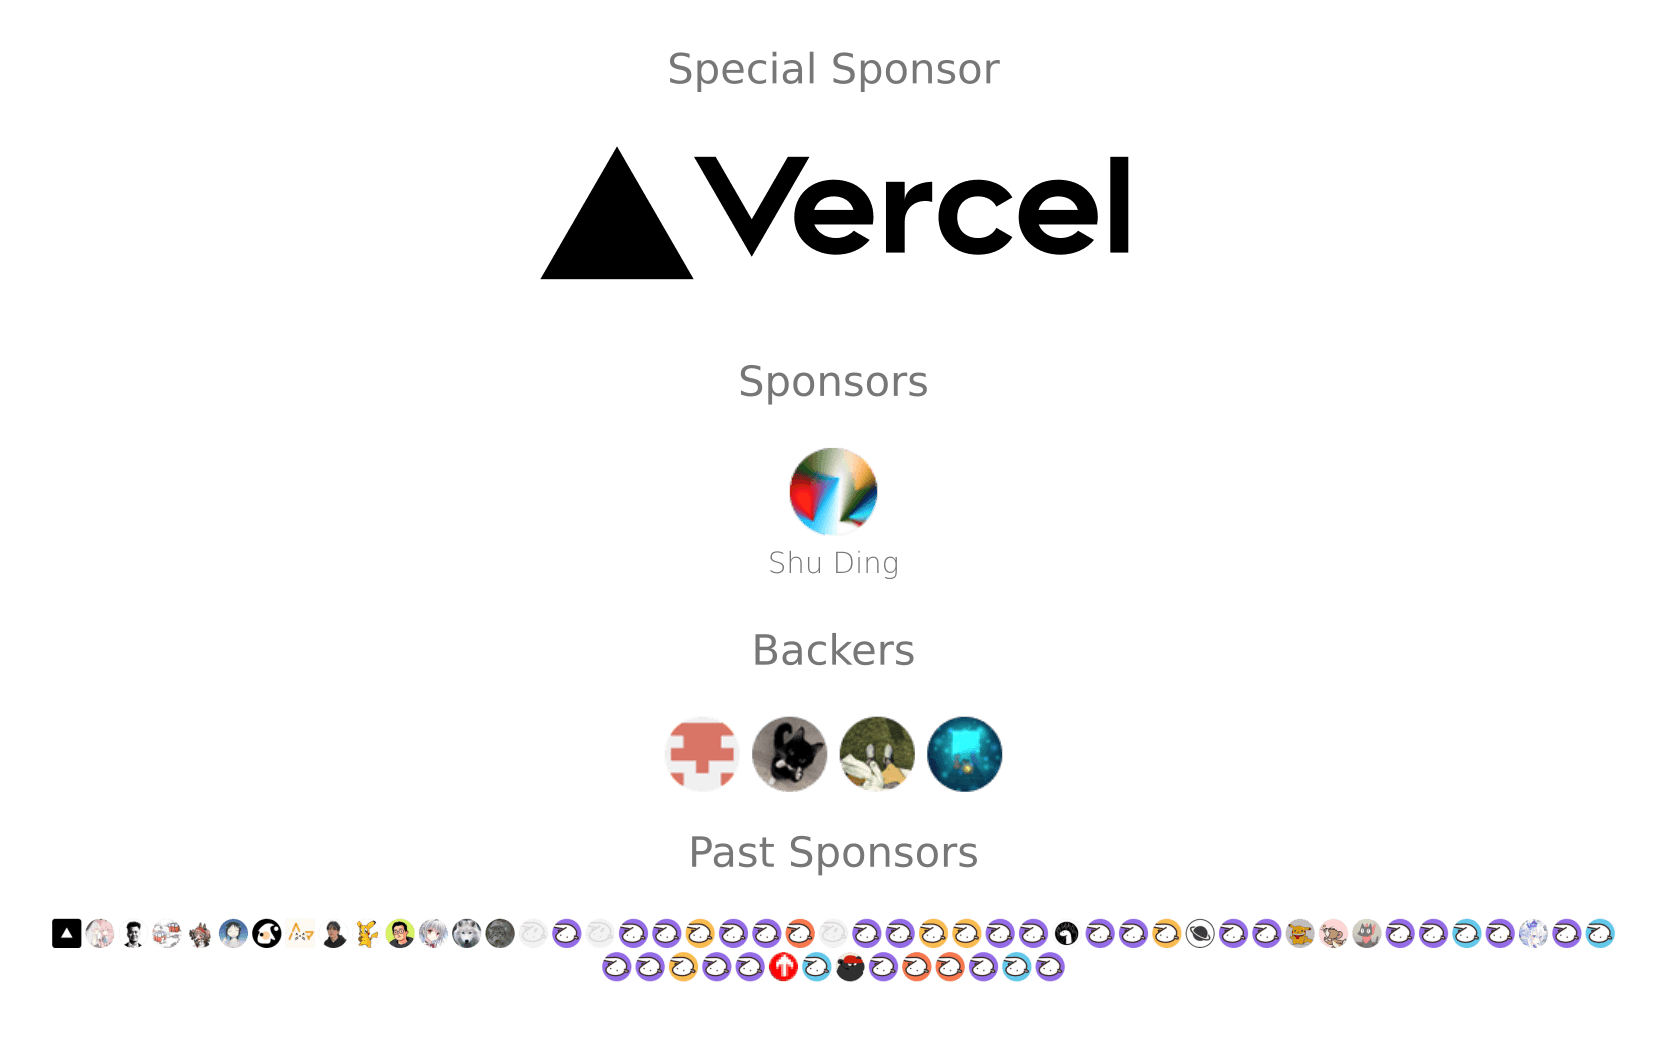 Special Sponsor
Vercel
Sponsors
Shu Ding
Backers
Past Sponsors